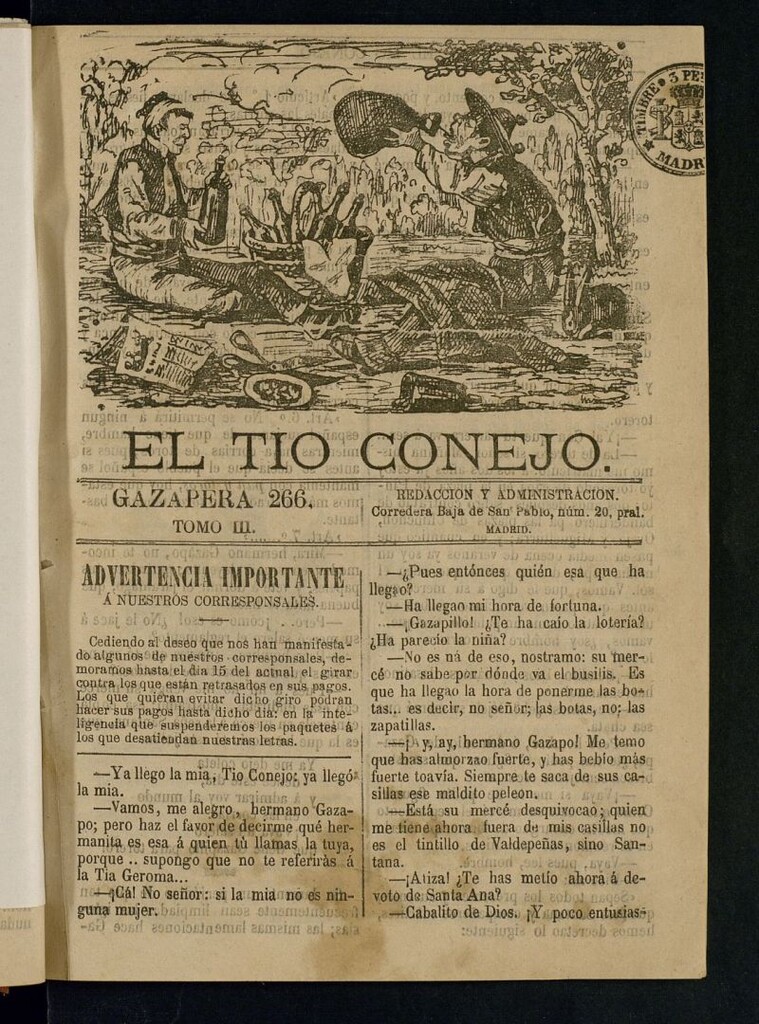 TIMBRE 3 PE
MADR
EL TIO CONEJO.
GAZAPERA 266.
TOMO III.
REDACCION Y ADMINISTRACION.
Corredera Baja de San Pablo, núm. 20, pral.
MADRID.
ADVERTENCIA IMPORTANTE
Á NUESTROS CORRESPONSALES.
Cediendo al deseo que nos han manifesta-
do algunos de nuestros corresponsales, de-
moramos hasta el dia 15 del actual el girar
contra los que están retrasados en sus pagos.
Los que quieran evitar dicho giro podrán
hacer sus pagos hasta dicho dia: en la inte-
ligencia que suspenderemos los paquetes á
los que desatiendan nuestras letras.
—Ya llego la mia, Tio Conejo: ya llegó
la mia.
—Vamos, me alegro, hermano Gaza-
po; pero haz el favor de decirme qué her-
manita es esa á quien tù llamas la tuya,
porque .. supongo que no te referiràs á
la Tia Geroma...
—¡Cá! No señor: si la mia no es nin-
guna mujer.
—¿Pues entónces quién esa que ha
llegao?
—Ha llegao mi hora de fortuna.
—¡Gazapillo! ¿Te ha caio la lotería?
¿Ha parecio la niña?
—No es ná de eso, nostramo: su mer-
cé no sabe por dónde va el busilis. Es
que ha llegao la hora de ponerme las bo-
tas... es decir, no señor; las botas, no; las
zapatillas.
—¡Ay, ay, hermano Gazapo! Me temo
que has almorzao fuerte, y has bebio más
fuerte toavía. Siempre te saca de sus ca-
sillas ese maldito peleon.
—Está su mercé desquivocao; quien
me tiene ahora fuera de mis casillas no
es el tintillo de Valdepeñas, sino San-
tana.
—¡Atiza! ¿Te has metío ahora á de-
voto de Santa Ana?
—Cabalito de Dios. ¡Y poco entusias-